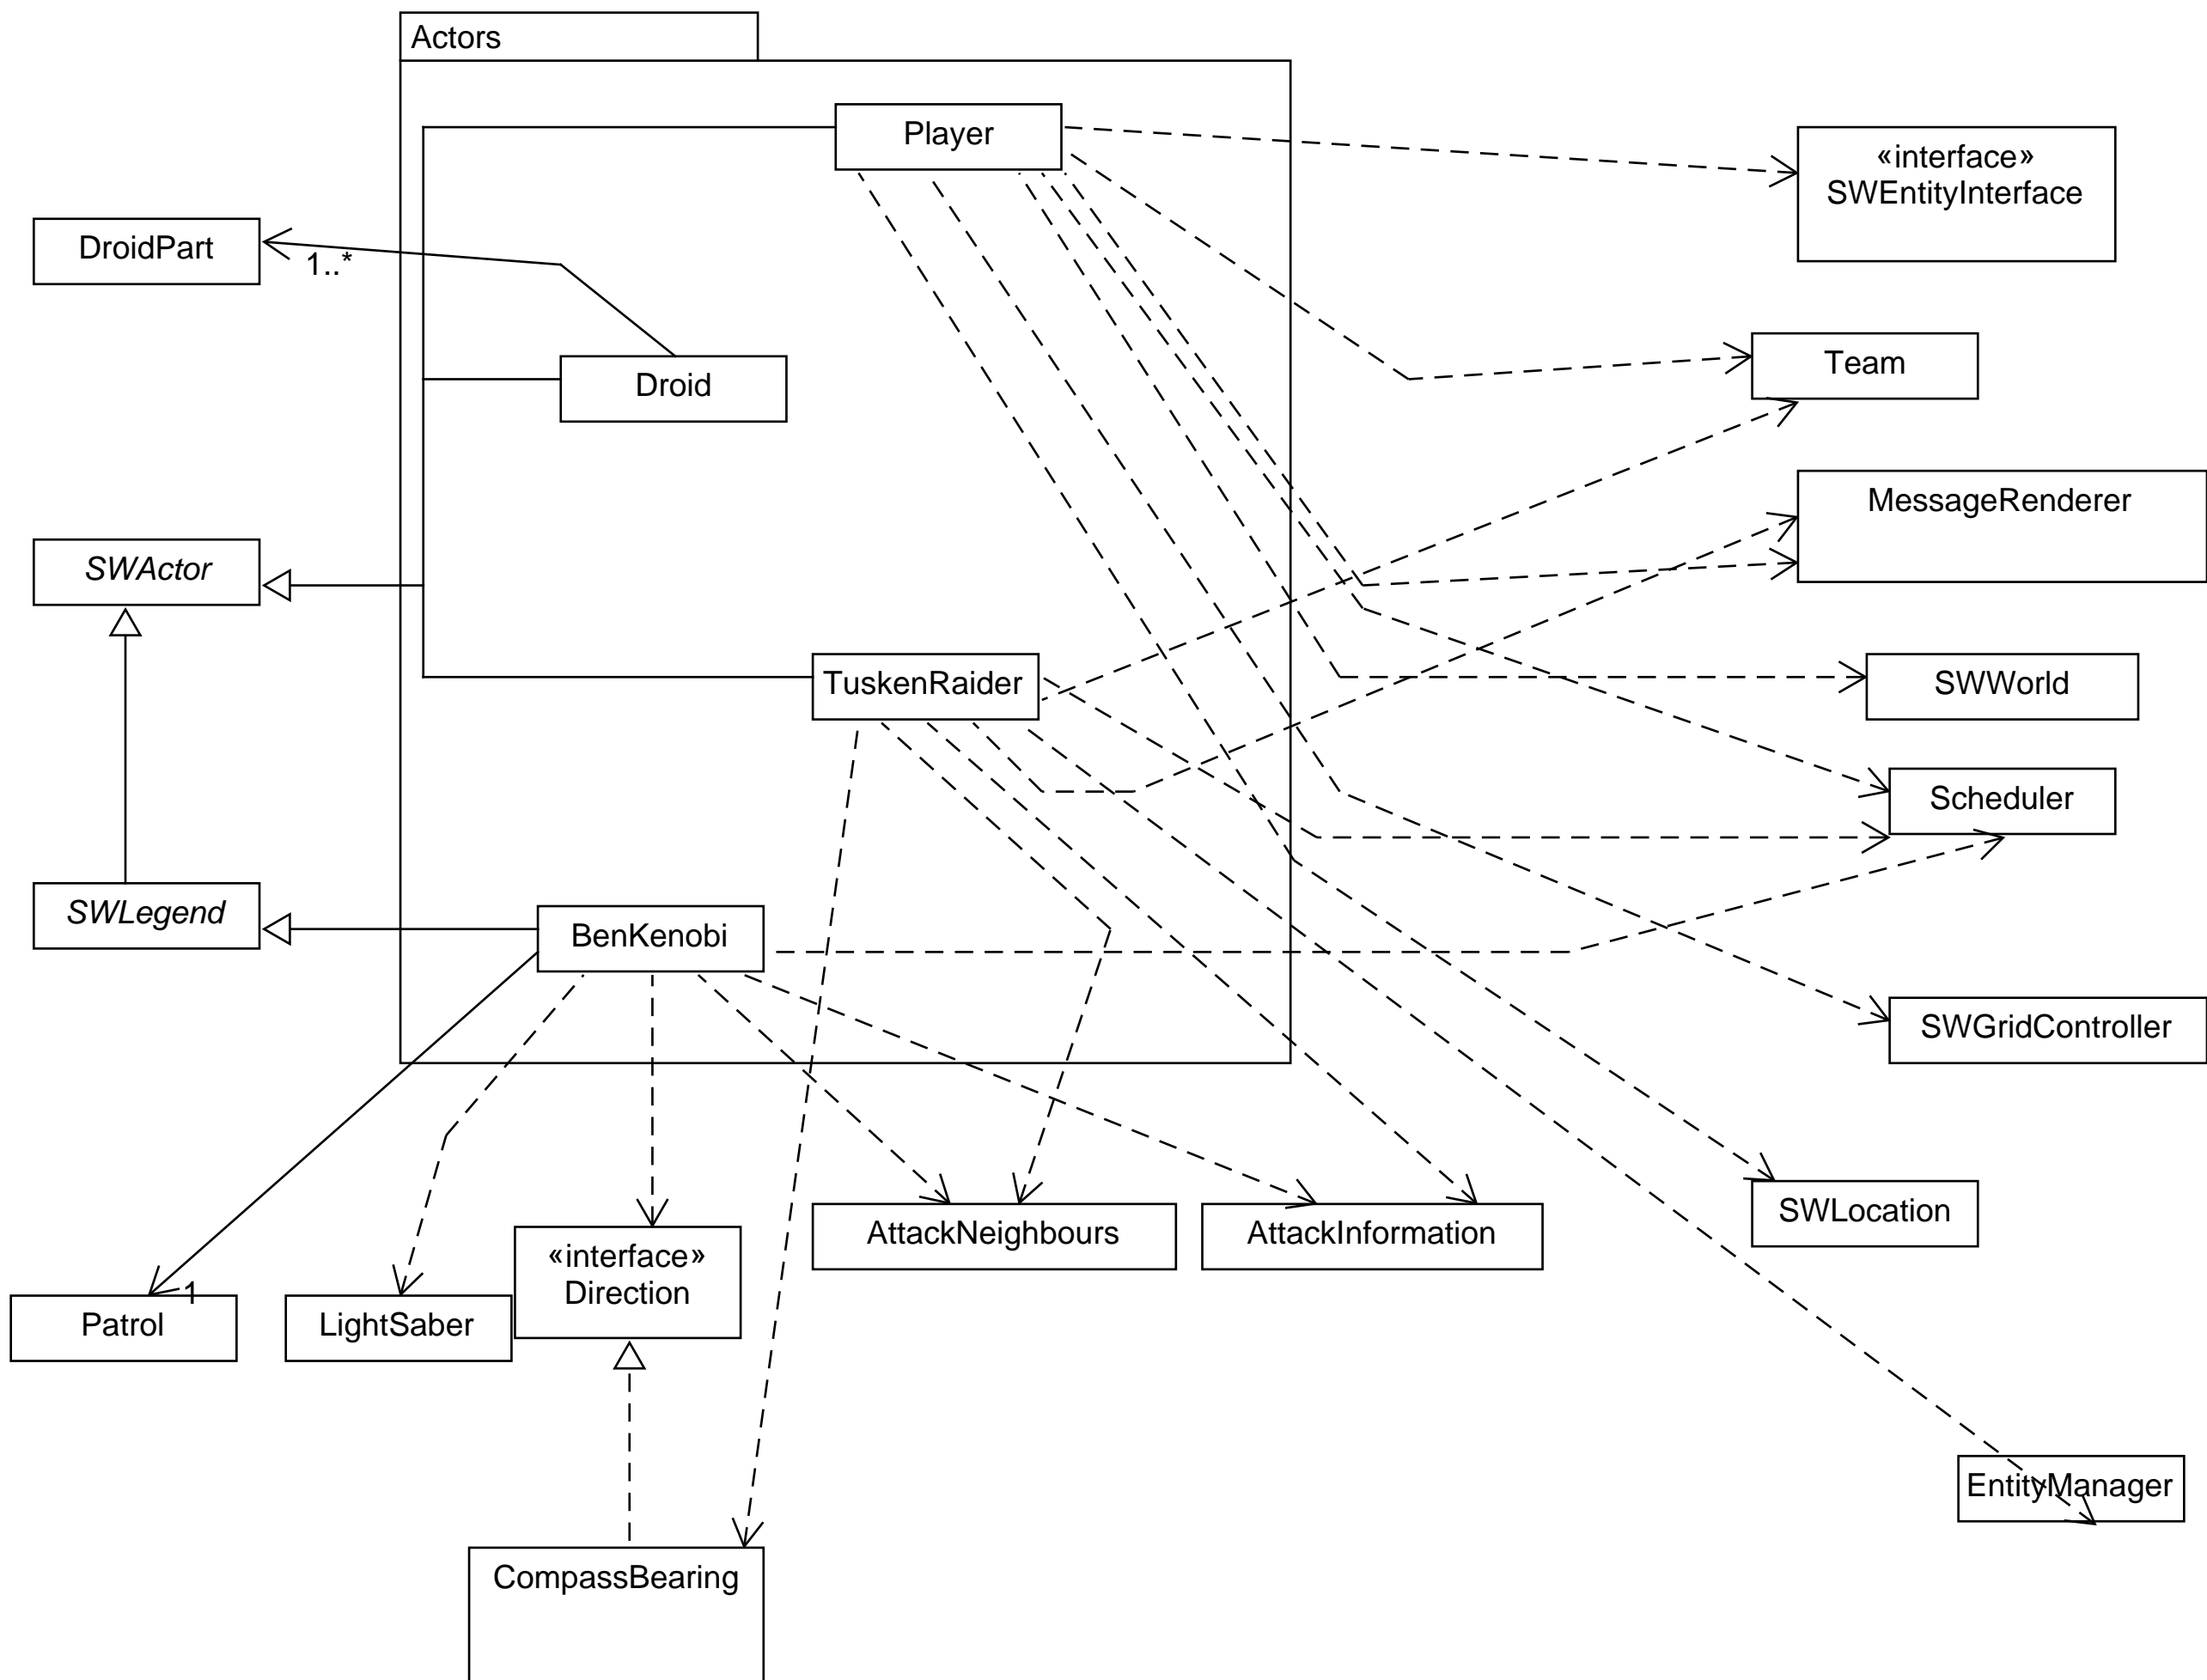 Actors
Player
«interface»
SWEntityInterface
DroidPart
1..*
Team
Droid
MessageRenderer
SWActor
TuskenRaider
SWWorld
Scheduler
SWLegend
BenKenobi
SWGridController
SWLocation
AttackNeighbours
AttackInformation
«interface»
Direction
1
Patrol
LightSaber
EntityManager
CompassBearing